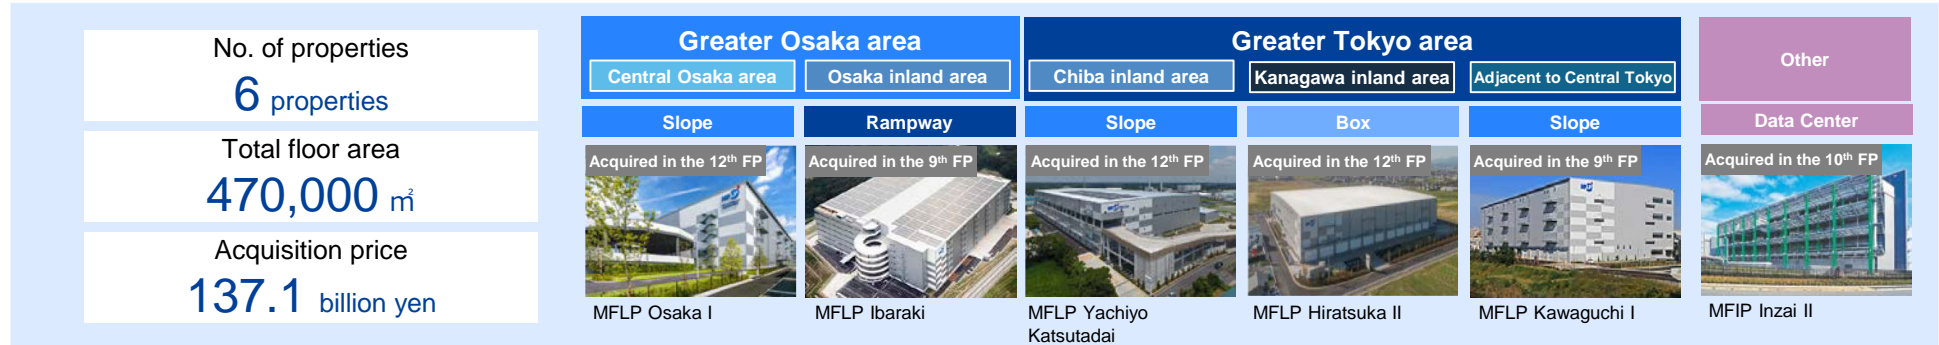 No. of properties
6 properties
Total floor area
470,000 ㎡
Acquisition price
137.1 billion yen
Greater Osaka area
Central Osaka area
Osaka inland area
Greater Tokyo area
Chiba inland area
Kanagawa inland area
Adjacent to Central Tokyo
Other
Slope
Rampway
Slope
Box
Slope
Data Center
Acquired in the 12th FP
Acquired in the 9th FP
Acquired in the 12th FP
Acquired in the 12th FP
Acquired in the 9th FP
Acquired in the 10th FP
MFLP Osaka I
MFLP Ibaraki
MFLP Yachiyo
Katsutadai
MFLP Hiratsuka II
MFLP Kawaguchi I
MFIP Inzai II